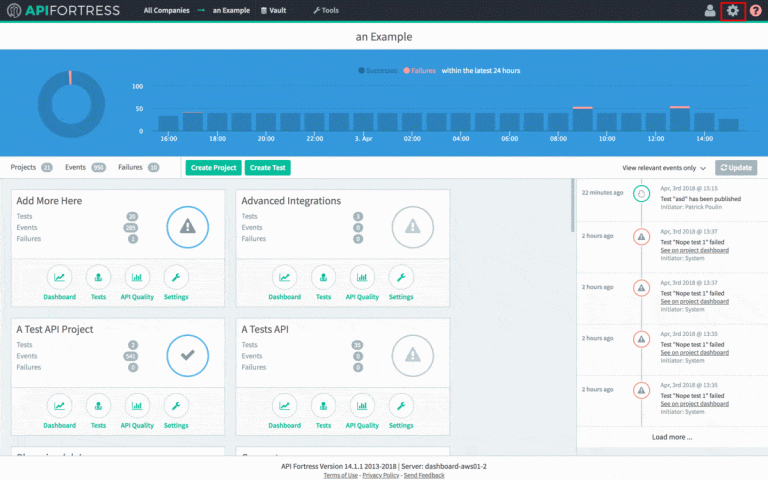 APIFORTRESS
All Companies → an Example Vault Tools
an Example
Successes Failures within the latest 24 hours
100
50
0
16:00 18:00 20:00 22:00 3. Apr 02:00 04:00 06:00 08:00 10:00 12:00 14:00
Projects 21 Events 956 Failures 10 Create Project Create Test View relevant events only Update
Add More Here
Tests 20
Events 285
Failures
Dashboard Tests API Quality Settings
Advanced Integrations
Tests
Events 0
Failures 0
Dashboard Tests API Quality Settings
A Test API Project
Tests 2
Events 541
Failures 0
Dashboard Tests API Quality Settings
A Tests API
Tests 35
Events 0
Failures 0
Dashboard Tests API Quality Settings
22 minutes ago
Apr, 3rd 2018 @ 15:15
Test "asd" has been published
Initiator: Patrick Poulin
2 hours ago
Apr, 3rd 2018 @ 13:37
Test "Nope test 1" failed
See on project dashboard
Initiator: System
2 hours ago
Apr, 3rd 2018 @ 13:37
Test "Nope test 1" failed
See on project dashboard
Initiator: System
2 hours ago
Apr, 3rd 2018 @ 13:35
Test "Nope test 1" failed
See on project dashboard
Initiator: System
2 hours ago
Apr, 3rd 2018 @ 13:35
Test "Nope test 1" failed
See on project dashboard
Initiator: System
Load more ...
API Fortress Version 14.1.1 2013-2018 | Server: dashboard-aws01-2
Terms of Use - Privacy Policy - Send Feedback